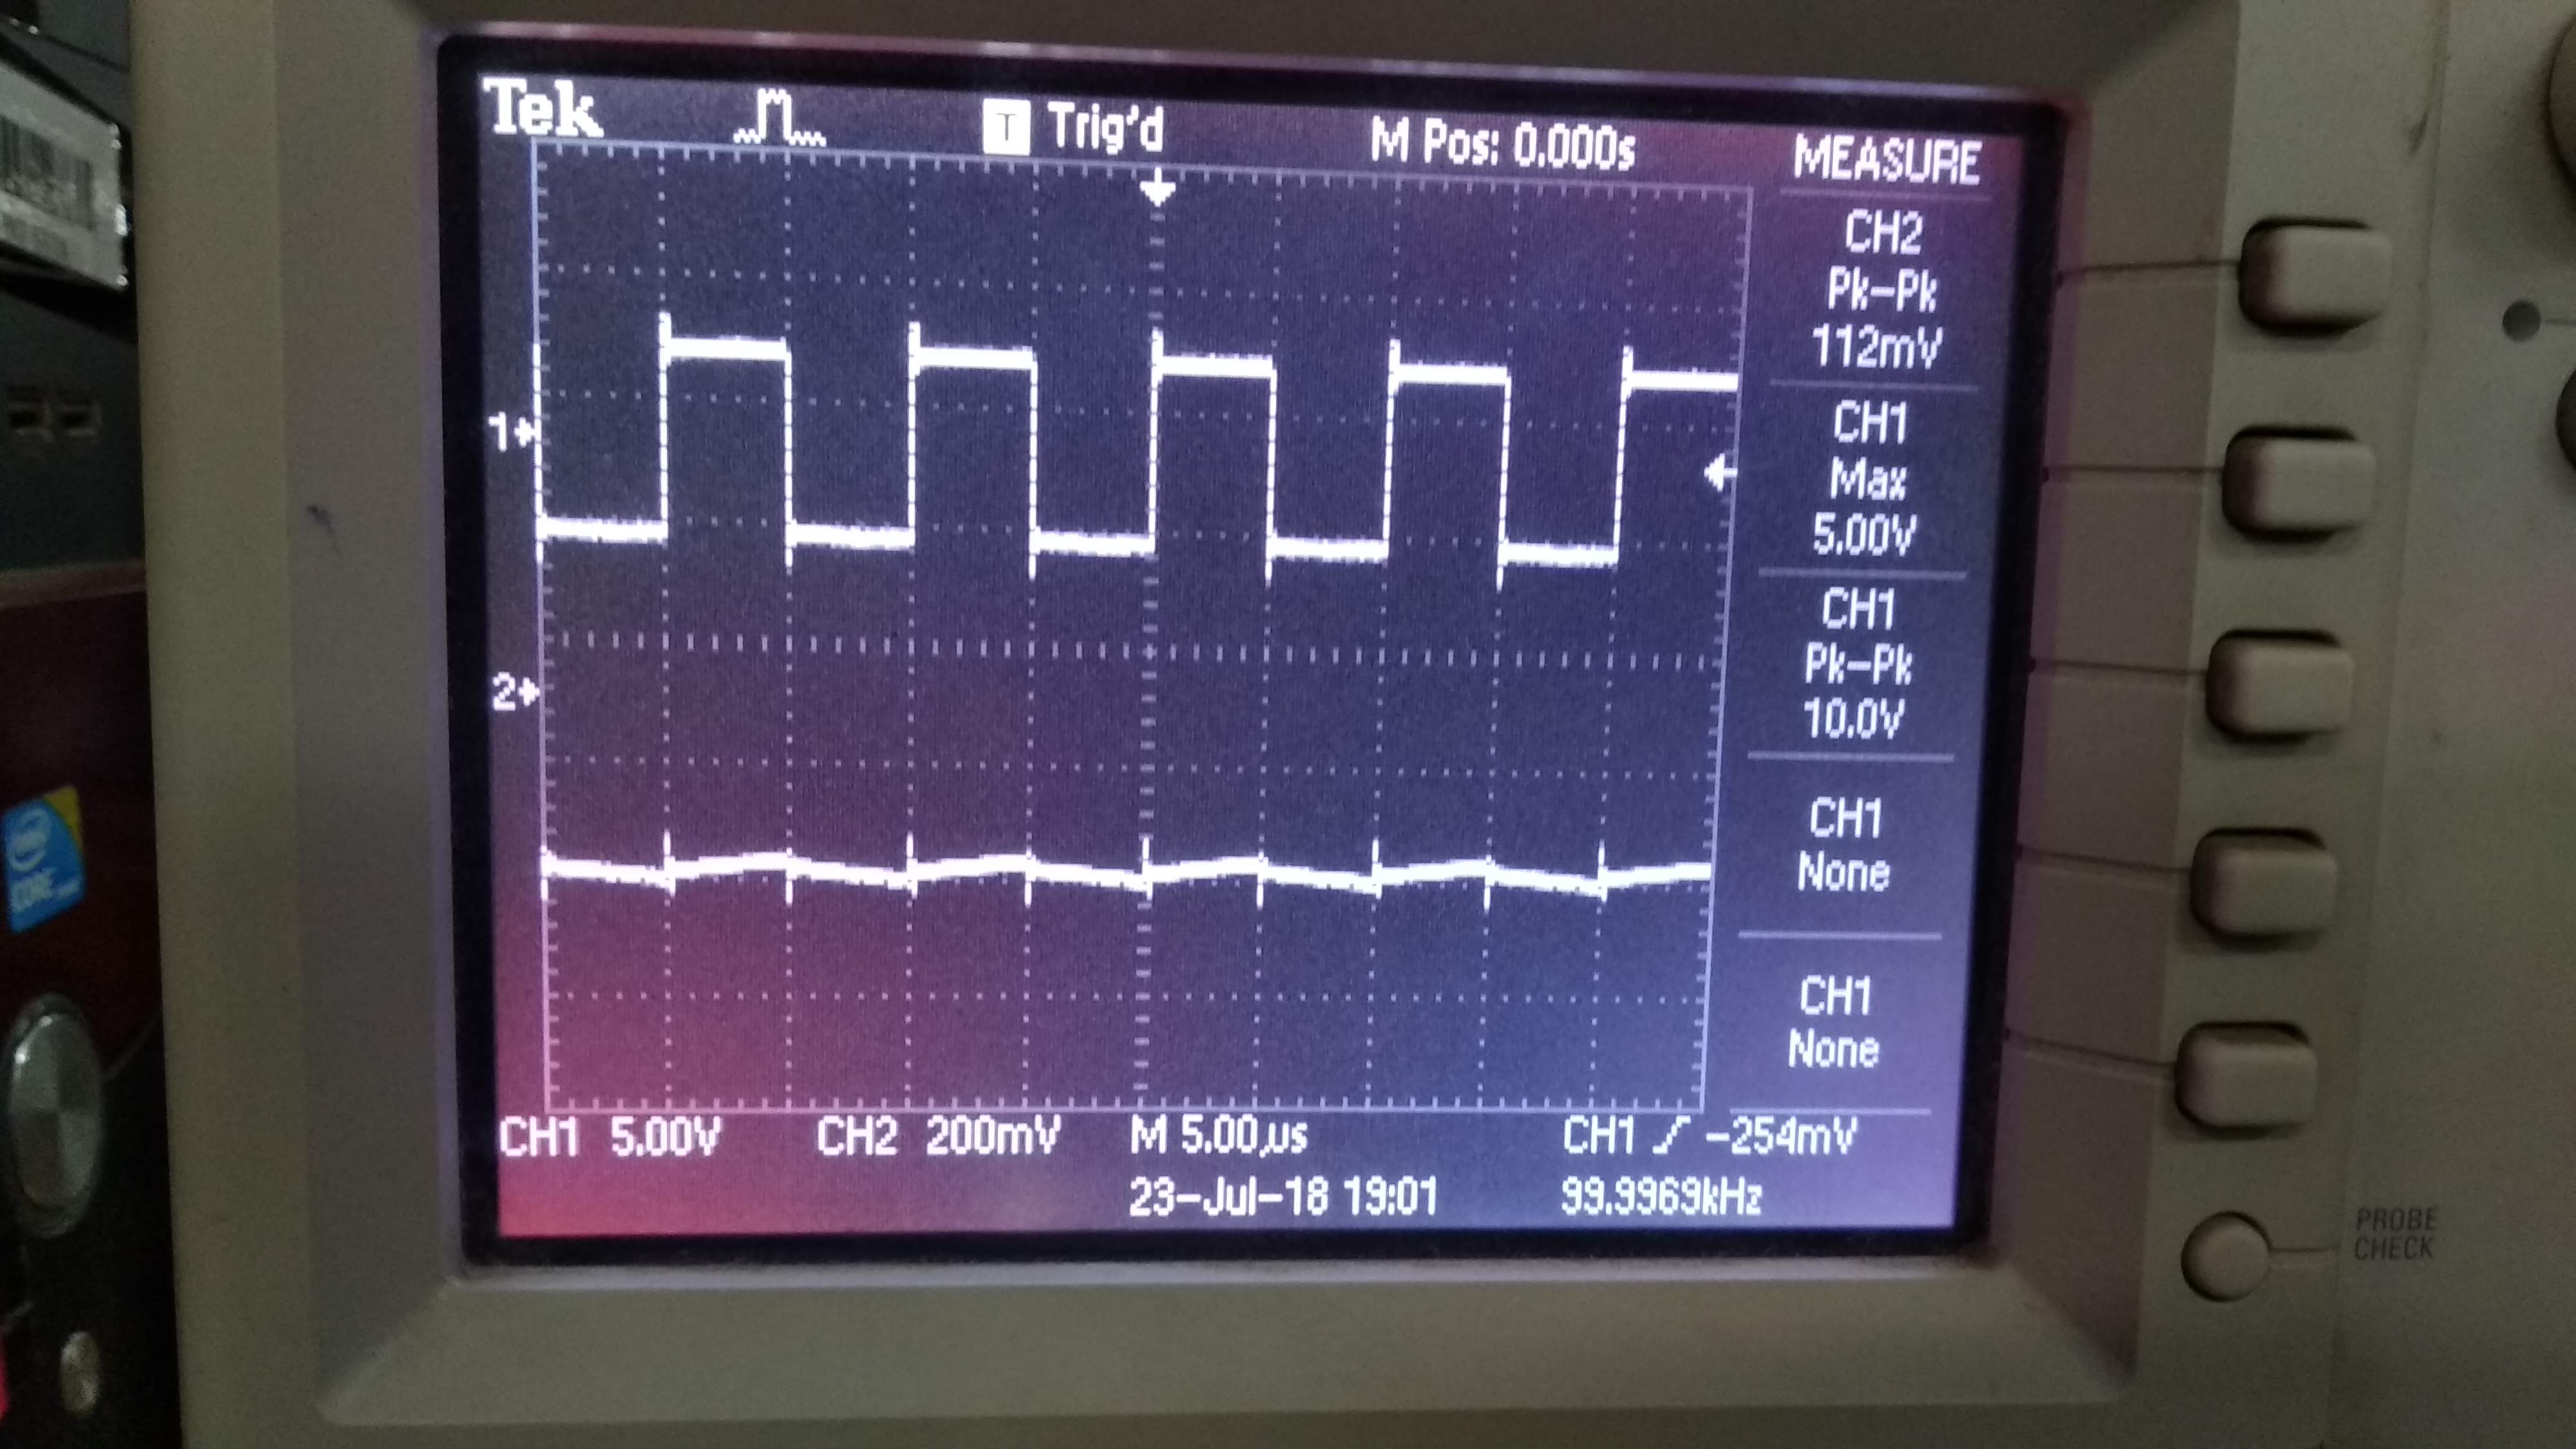 Tek T Trig'd M Pos: 0.000s MEASURE
CH2
Pk-Pk
112mV
1
CH1
Max
5.00V
CH1
Pk-Pk
10.0V
2
CH1
None
CH1
None
CH1 5.00V CH2 200mV M 5.00µs CH1 -254mV
23-Jul-18 19:01 99.9969kHz
PROBE
CHECK
intel
CORE